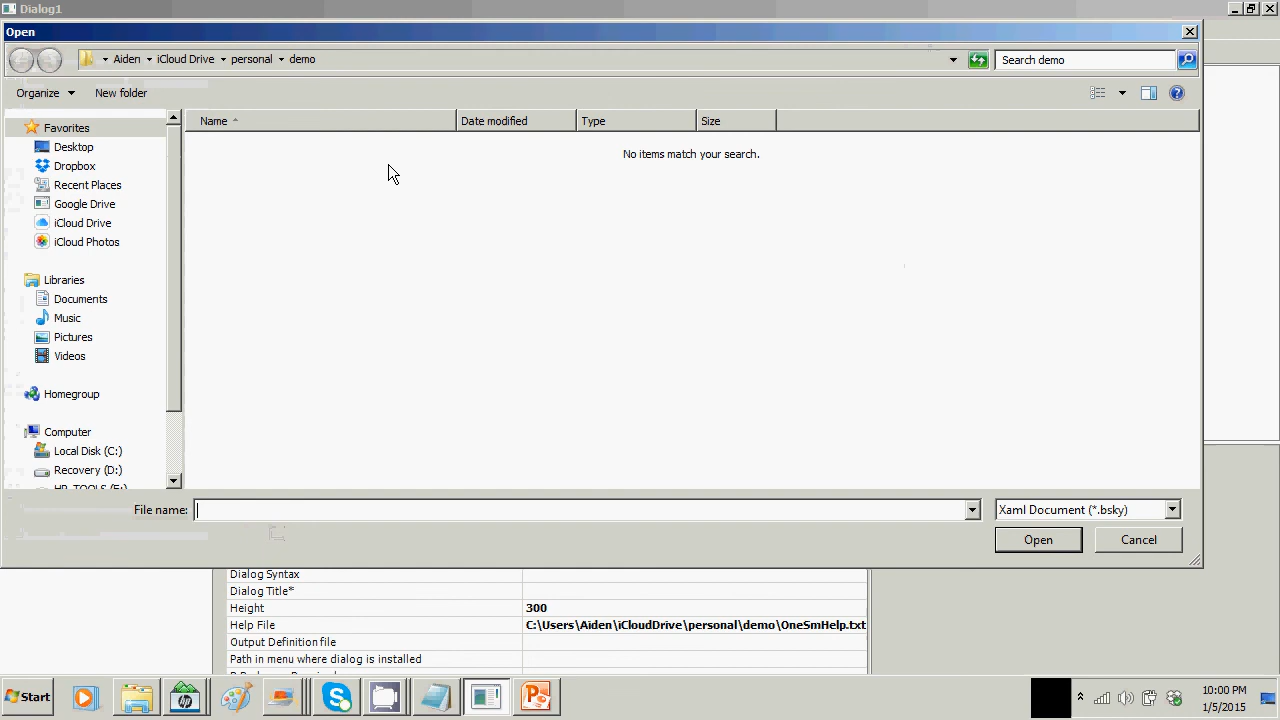 Dialog1
Open
Aiden iCloud Drive personal demo
Search demo
Organize New folder
Name Date modified Type Size
No items match your search.
Favorites
Desktop
Dropbox
Recent Places
Google Drive
iCloud Drive
iCloud Photos
Libraries
Documents
Music
Pictures
Videos
Homegroup
Computer
Local Disk (C:)
Recovery (D:)
HP_TOOLS (E:)
File name: Xaml Document (*.bsky)
Open Cancel
Dialog Syntax
Dialog Title*
Height 300
Help File C:\Users\Aiden\iCloudDrive\personal\demo\OneSmHelp.txt
Output Definition file
Path in menu where dialog is installed
Start
10:00 PM
1/5/2015